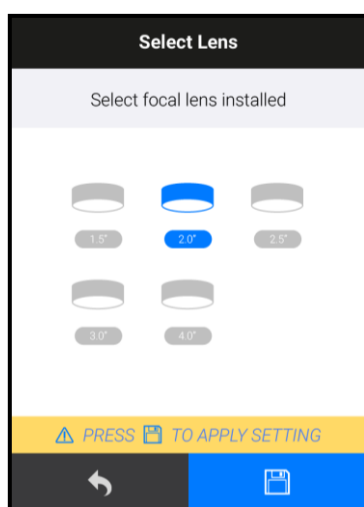 Select Lens
Select focal lens installed
1.5"
2.0"
2.5"
3.0"
4.0"
PRESS TO APPLY SETTING